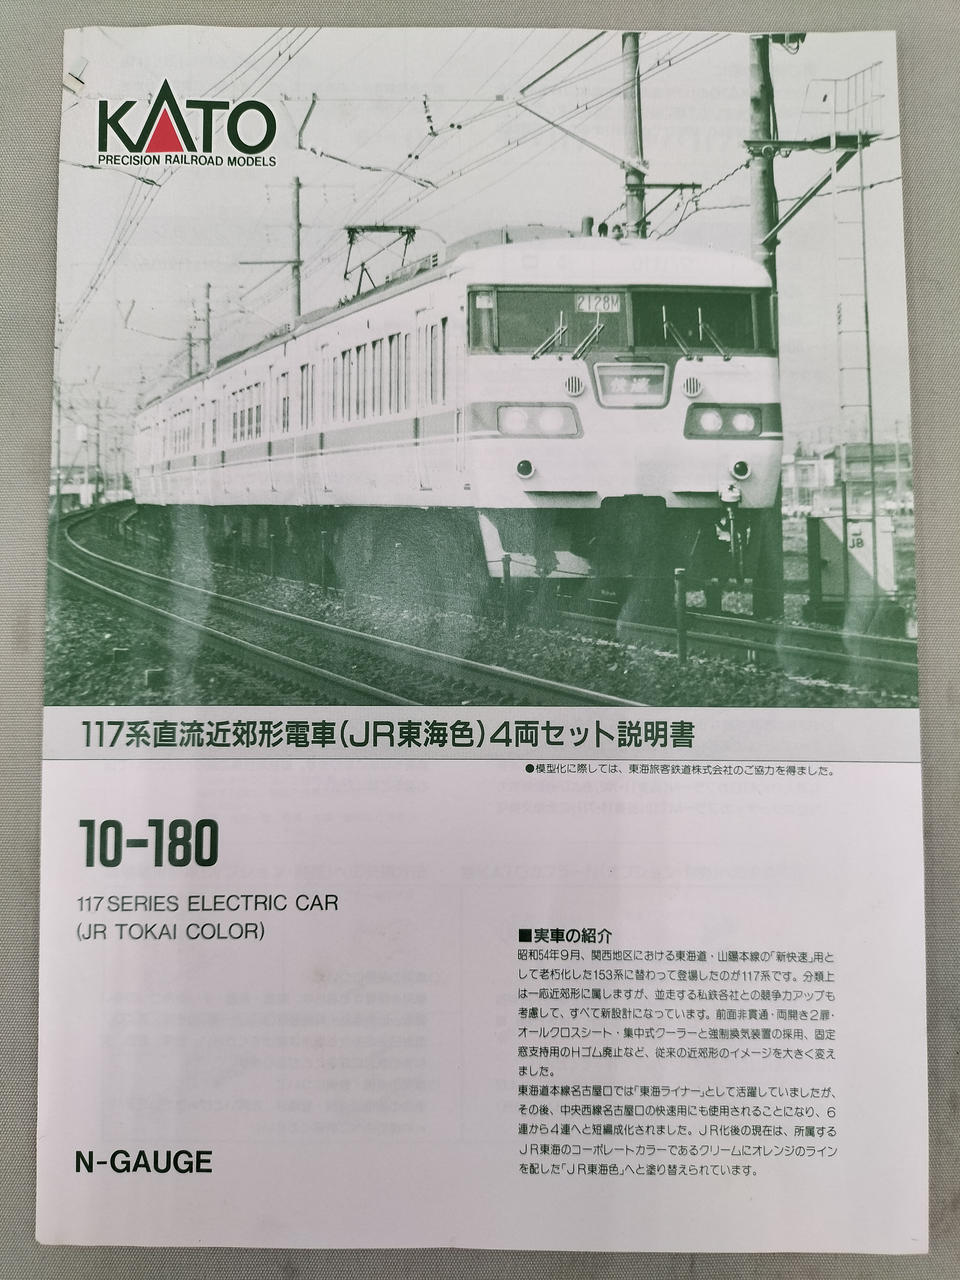 KATO
PRECISION RAILROAD MODELS
2128M
快速
JB
117系直流近郊形電車(JR東海色)4両セット説明書
●模型化に際しては、東海旅客鉄道株式会社のご協力を得ました。
10-180
117 SERIES ELECTRIC CAR
(JR TOKAI COLOR)
■実車の紹介
昭和54年9月、関西地区における東海道・山陽本線の「新快速」用と
して老朽化した153系に替わって登場したのが117系です。分類上
は一応近郊形に属しますが、並走する私鉄各社との競争力アップも
考慮して、すべて新設計になっています。前面非貫通・両開き2扉・
オールクロスシート・集中式クーラーと強制換気装置の採用、固定
窓支持用のHゴム廃止など、従来の近郊形のイメージを大きく変え
ました。
東海道本線名古屋口では「東海ライナー」として活躍していましたが、
その後、中央西線名古屋口の快速用にも使用されることになり、6
連から4連へと短編成化されました。JR化後の現在は、所属する
JR東海のコーポレートカラーであるクリームにオレンジのライン
を配した「JR東海色」へと塗り替えられています。
N-GAUGE